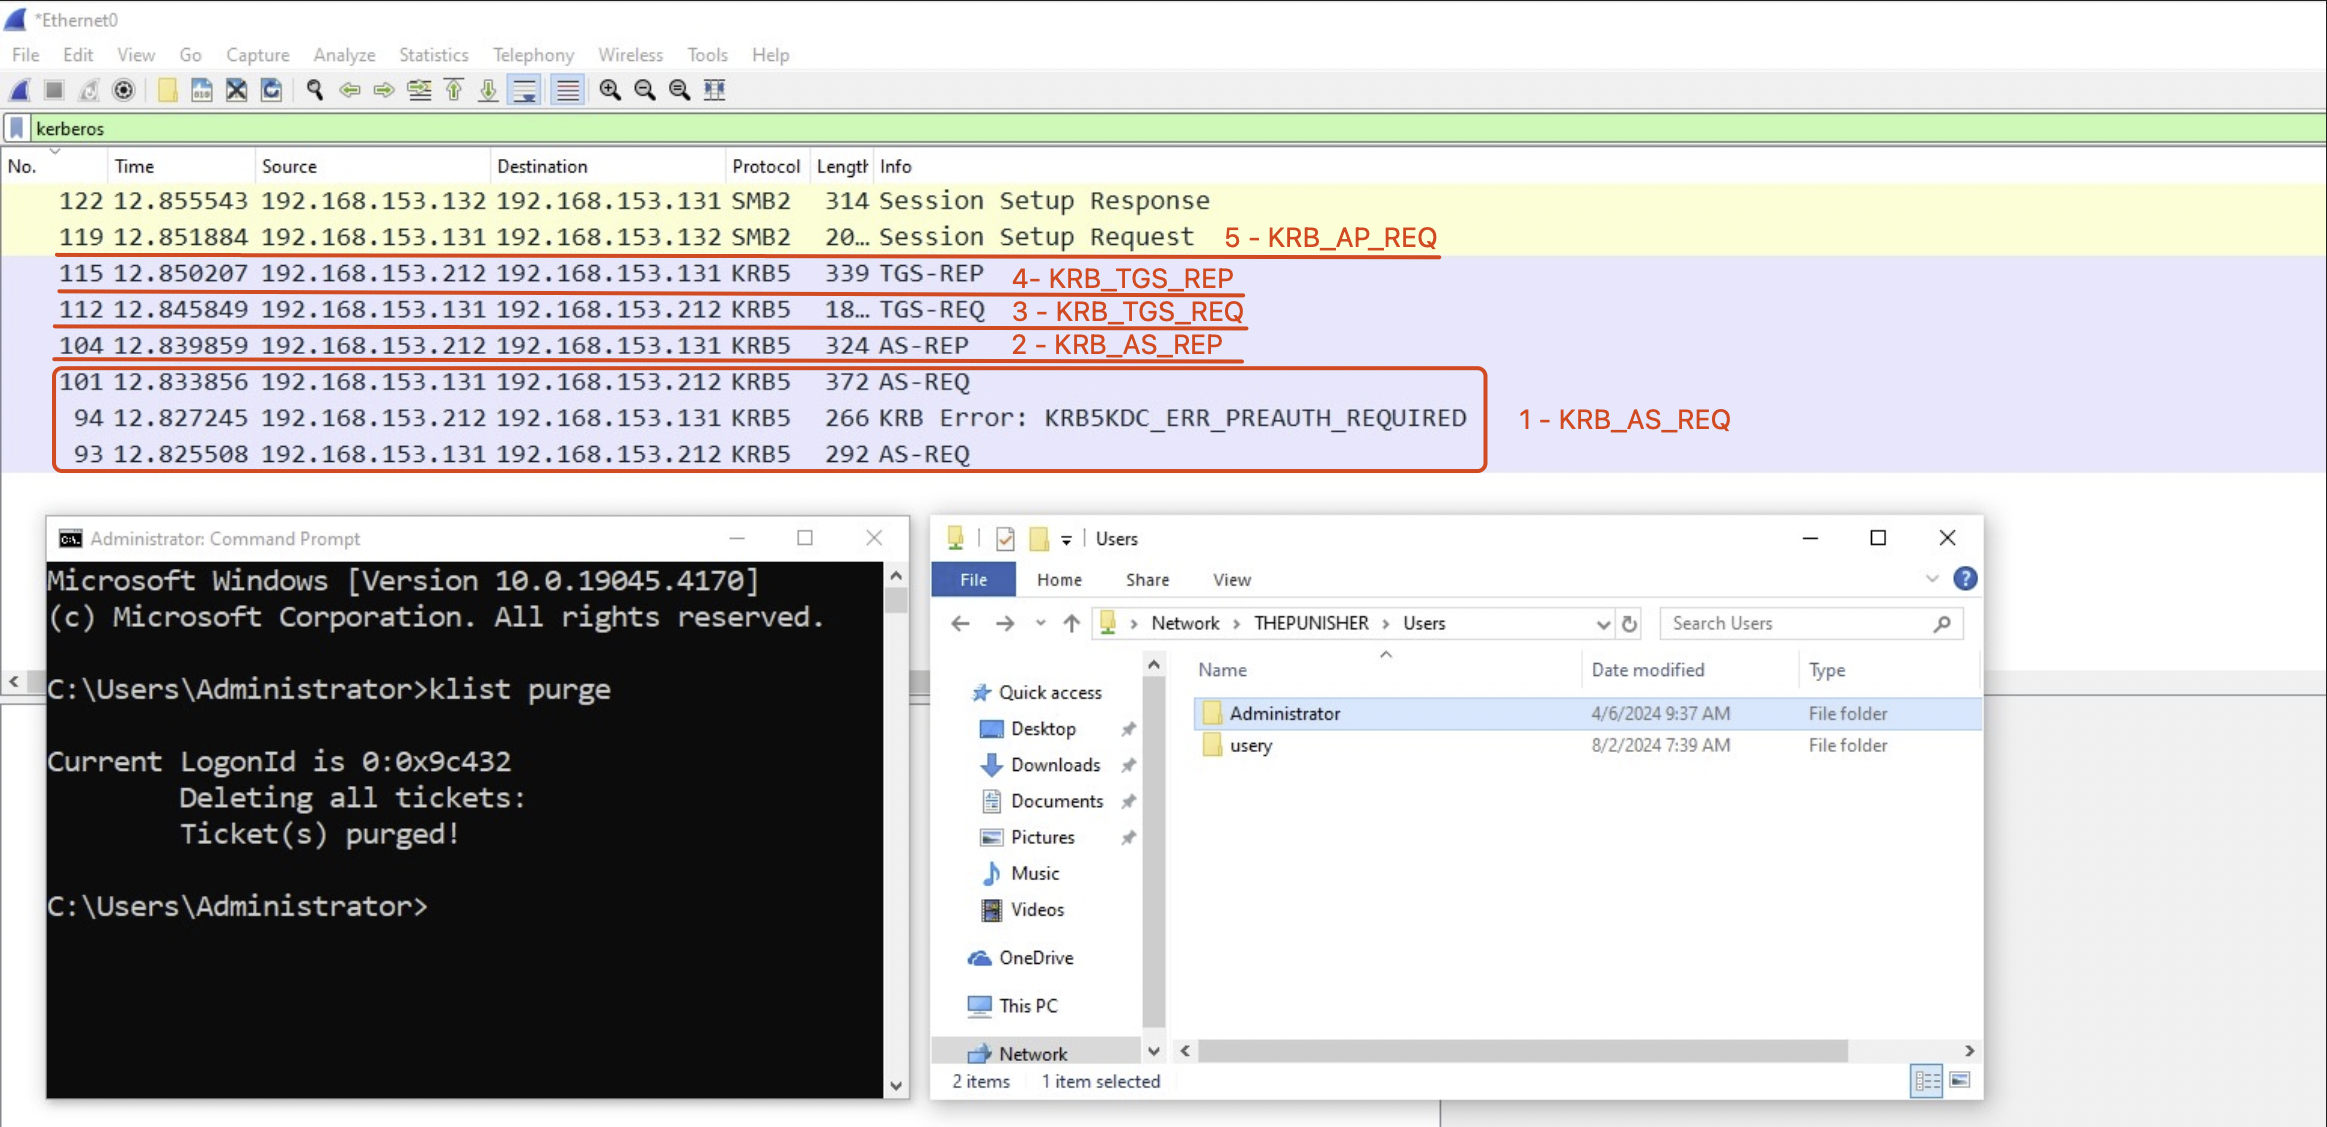 *Ethernet0
File Edit View Go Capture Analyze Statistics Telephony Wireless Tools Help
kerberos
No. Time Source Destination Protocol Length Info
122 12.855543 192.168.153.132 192.168.153.131 SMB2 314 Session Setup Response
119 12.851884 192.168.153.131 192.168.153.132 SMB2 20… Session Setup Request 5 - KRB_AP_REQ
115 12.850207 192.168.153.212 192.168.153.131 KRB5 339 TGS-REP 4- KRB_TGS_REP
112 12.845849 192.168.153.131 192.168.153.212 KRB5 18… TGS-REQ 3 - KRB_TGS_REQ
104 12.839859 192.168.153.212 192.168.153.131 KRB5 324 AS-REP 2 - KRB_AS_REP
101 12.833856 192.168.153.131 192.168.153.212 KRB5 372 AS-REQ
94 12.827245 192.168.153.212 192.168.153.131 KRB5 266 KRB Error: KRB5KDC_ERR_PREAUTH_REQUIRED 1 - KRB_AS_REQ
93 12.825508 192.168.153.131 192.168.153.212 KRB5 292 AS-REQ
Administrator: Command Prompt
Microsoft Windows [Version 10.0.19045.4170]
(c) Microsoft Corporation. All rights reserved.
C:\Users\Administrator>klist purge
Current LogonId is 0:0x9c432
Deleting all tickets:
Ticket(s) purged!
C:\Users\Administrator>
Users
File Home Share View
Network > THEPUNISHER > Users
Search Users
Quick access
Desktop
Downloads
Documents
Pictures
Music
Videos
OneDrive
This PC
Network
Name Date modified Type
Administrator 4/6/2024 9:37 AM File folder
usery 8/2/2024 7:39 AM File folder
2 items 1 item selected